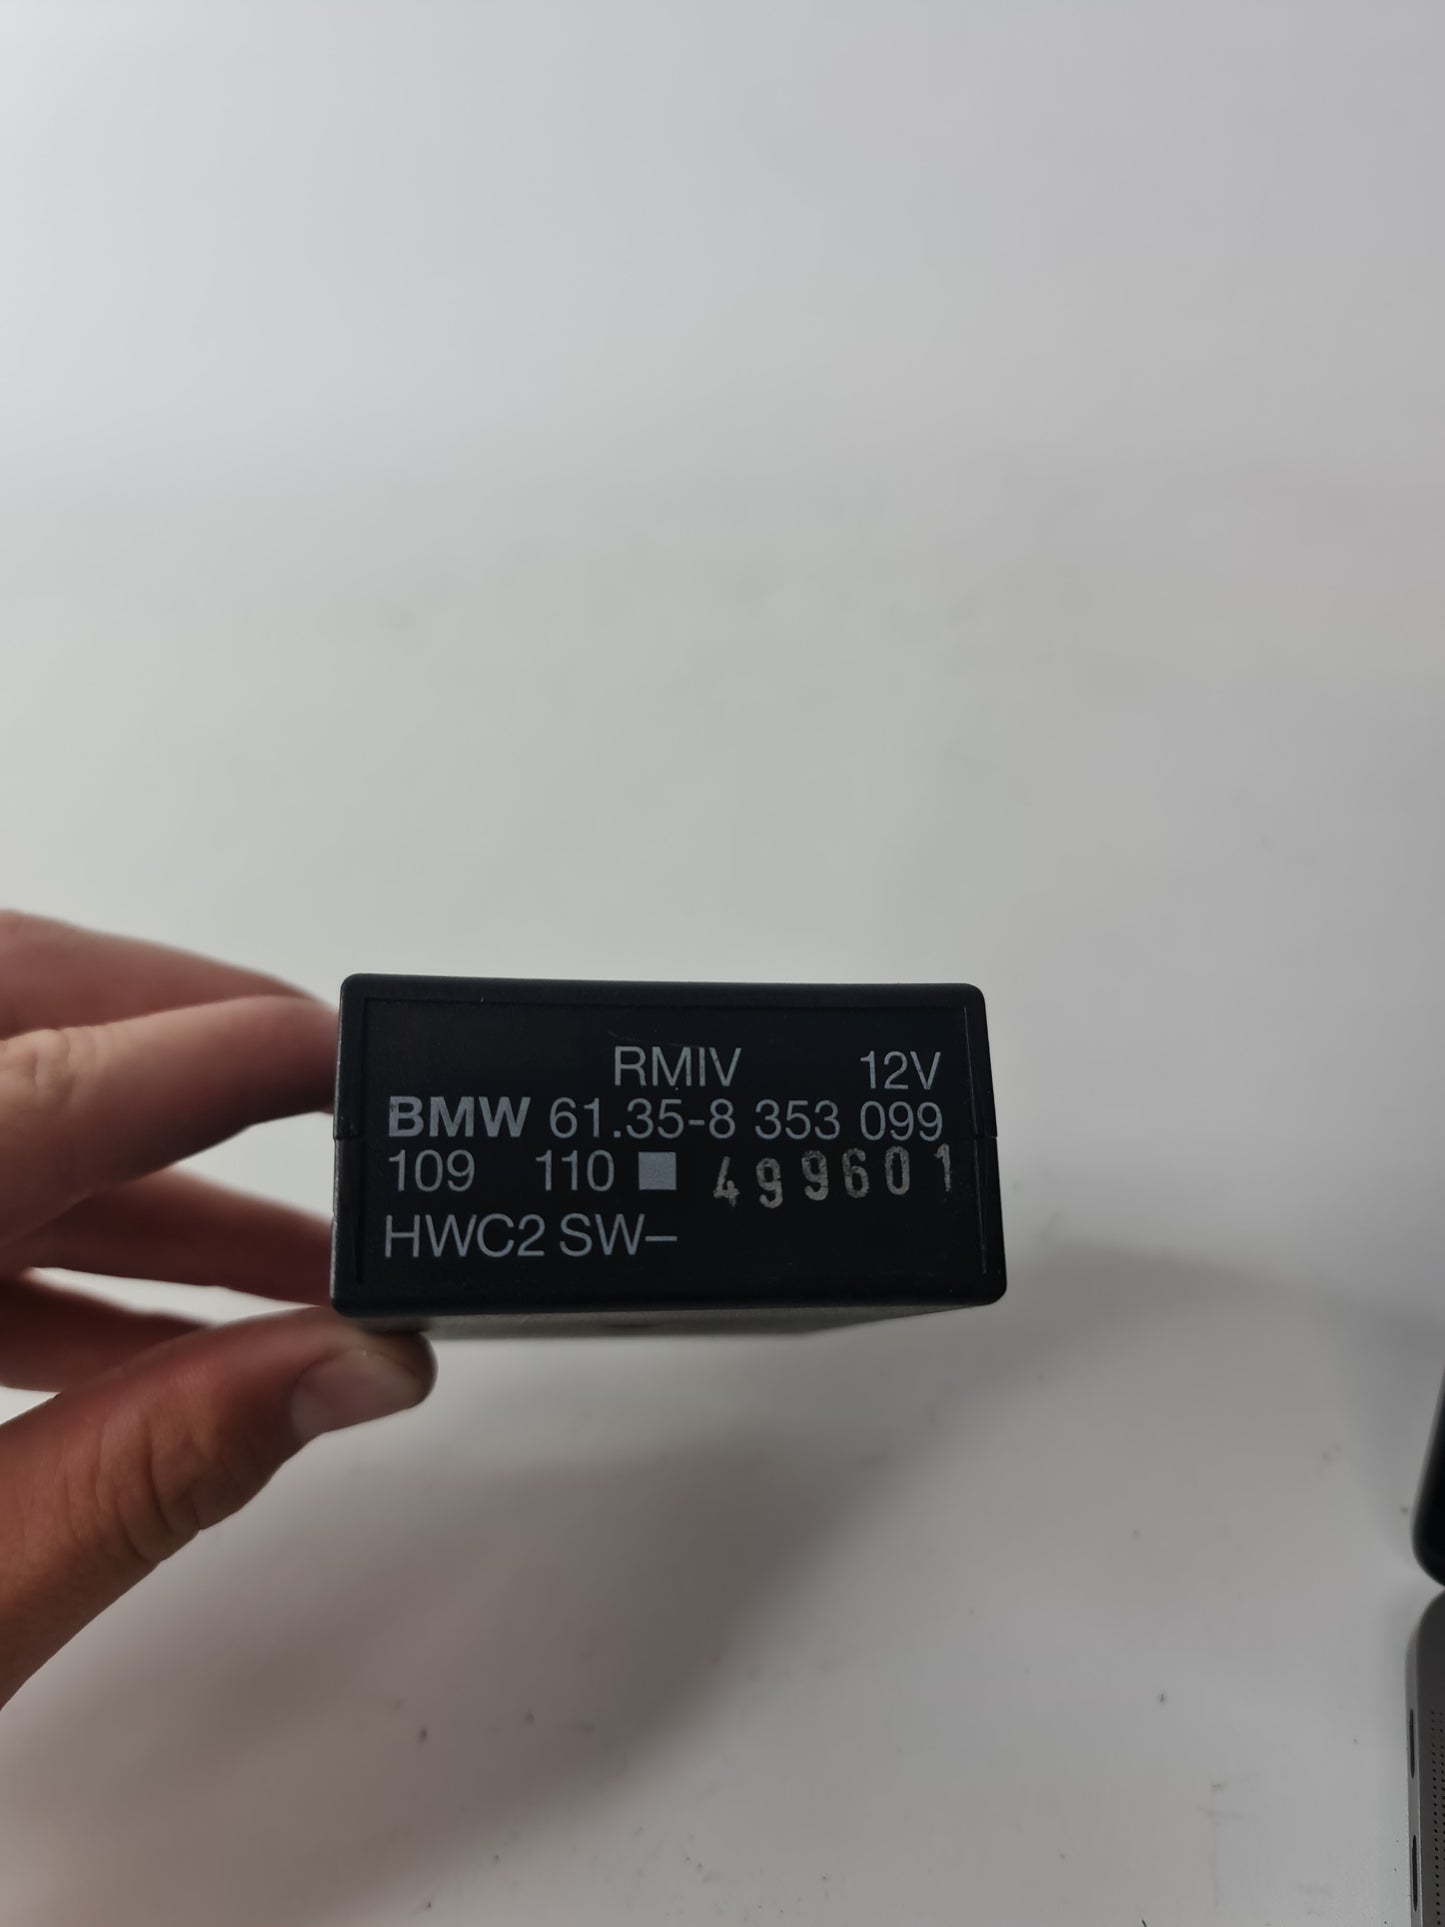 RMIV 12V
BMW 61.35-8 353 099
109 110 499601
HWC2 SW–